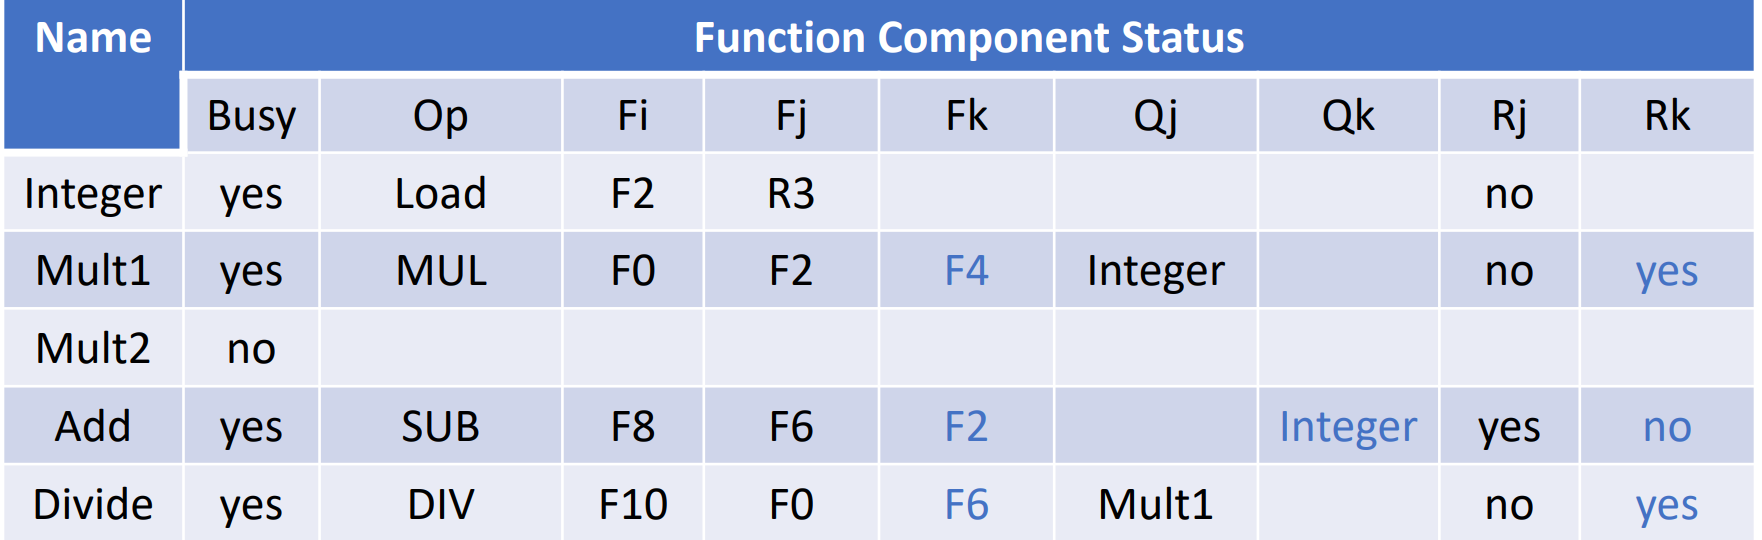 Name Function Component Status
Busy Op Fi Fj Fk Qj Qk Rj Rk
Integer yes Load F2 R3 no
Mult1 yes MUL F0 F2 F4 Integer no yes
Mult2 no
Add yes SUB F8 F6 F2 Integer yes no
Divide yes DIV F10 F0 F6 Mult1 no yes